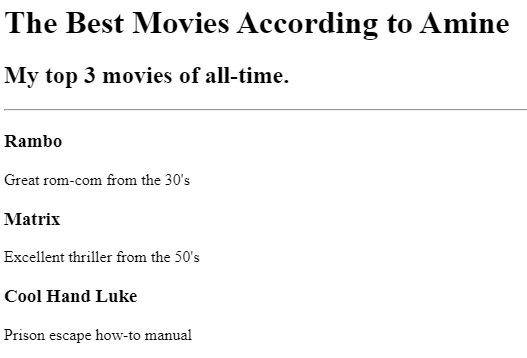 The Best Movies According to Amine
My top 3 movies of all-time.
Rambo
Great rom-com from the 30's
Matrix
Excellent thriller from the 50's
Cool Hand Luke
Prison escape how-to manual